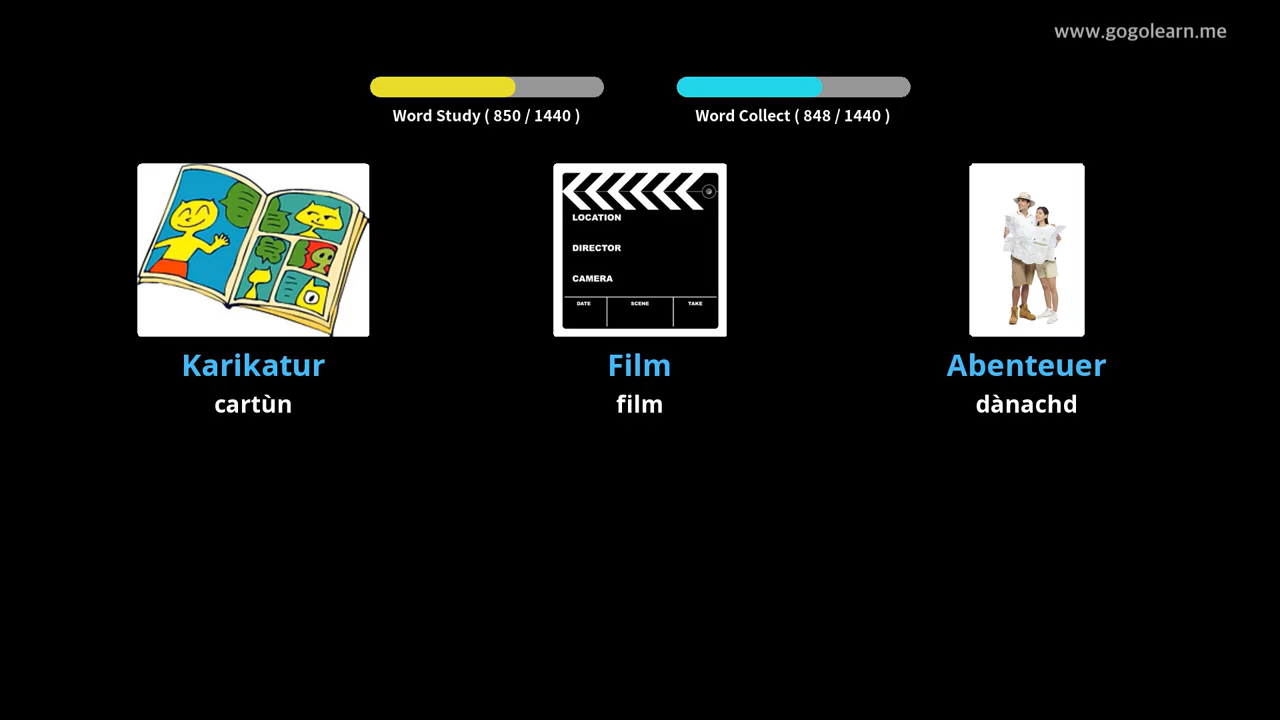 www.gogolearn.me
Word Study ( 850 / 1440 )
Word Collect ( 848 / 1440 )
LOCATION
DIRECTOR
CAMERA
DATE SCENE TAKE
Karikatur
cartùn
Film
film
Abenteuer
dànachd